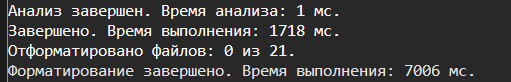 Анализ завершен. Время анализа: 1 мс.
Завершено. Время выполнения: 1718 мс.
Отформатировано файлов: 0 из 21.
Форматирование завершено. Время выполнения: 7006 мс.